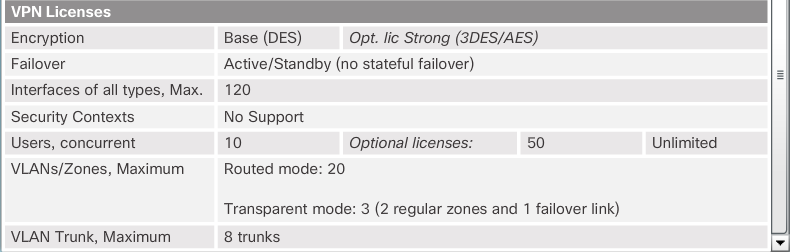 VPN Licenses
Encryption Base (DES) Opt. lic Strong (3DES/AES)
Failover Active/Standby (no stateful failover)
Interfaces of all types, Max. 120
Security Contexts No Support
Users, concurrent 10 Optional licenses: 50 Unlimited
VLANs/Zones, Maximum Routed mode: 20
Transparent mode: 3 (2 regular zones and 1 failover link)
VLAN Trunk, Maximum 8 trunks